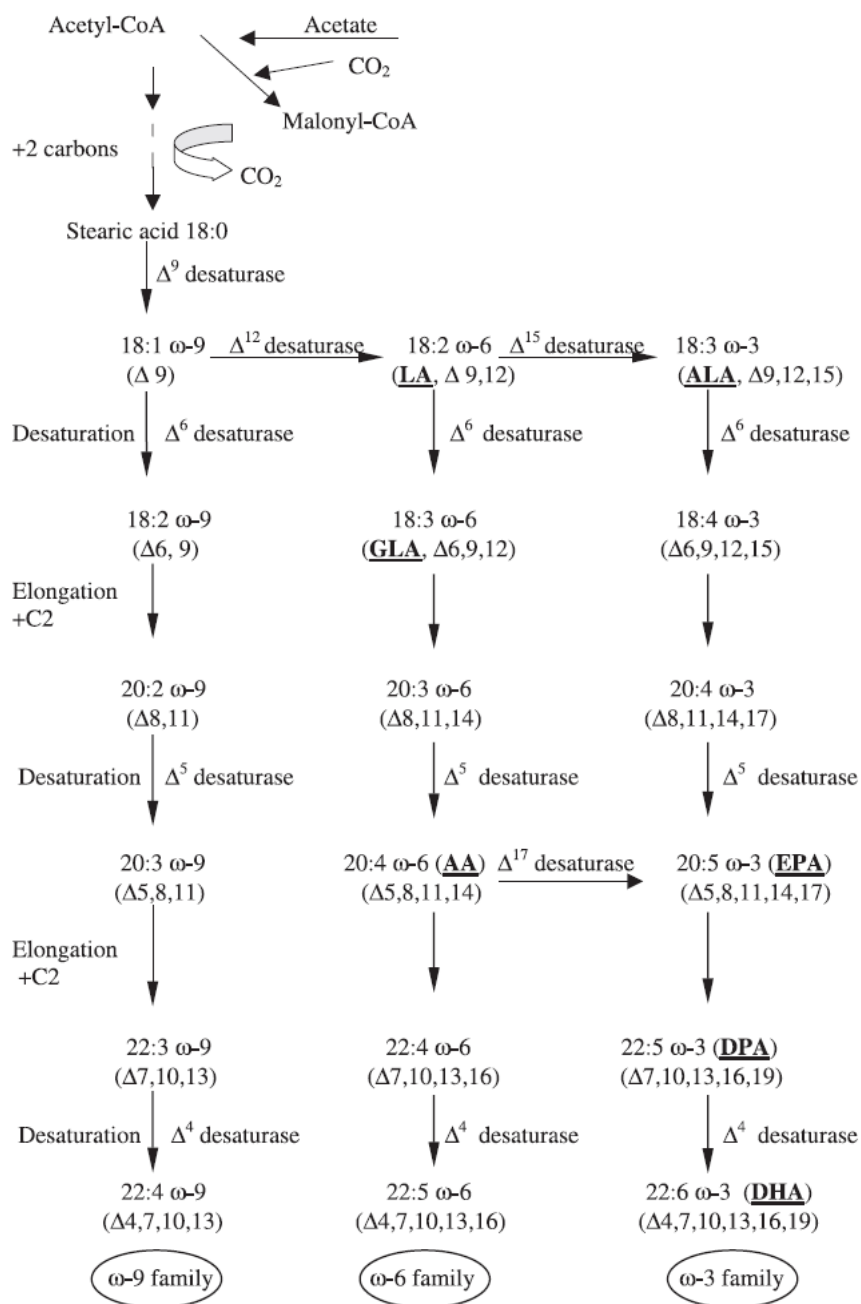 Acetyl-CoA Acetate
CO₂
Malonyl-CoA
+2 carbons
CO₂
Stearic acid 18:0
Δ⁹ desaturase
18:1 ω-9 Δ¹² desaturase 18:2 ω-6 Δ¹⁵ desaturase 18:3 ω-3
(Δ 9) (LA, Δ 9,12) (ALA, Δ9,12,15)
Desaturation Δ⁶ desaturase Δ⁶ desaturase Δ⁶ desaturase
18:2 ω-9 18:3 ω-6 18:4 ω-3
(Δ6, 9) (GLA, Δ6,9,12) (Δ6,9,12,15)
Elongation
+C2
20:2 ω-9 20:3 ω-6 20:4 ω-3
(Δ8,11) (Δ8,11,14) (Δ8,11,14,17)
Desaturation Δ⁵ desaturase Δ⁵ desaturase Δ⁵ desaturase
20:3 ω-9 20:4 ω-6 (AA) Δ¹⁷ desaturase 20:5 ω-3 (EPA)
(Δ5,8,11) (Δ5,8,11,14) (Δ5,8,11,14,17)
Elongation
+C2
22:3 ω-9 22:4 ω-6 22:5 ω-3 (DPA)
(Δ7,10,13) (Δ7,10,13,16) (Δ7,10,13,16,19)
Desaturation Δ⁴ desaturase Δ⁴ desaturase Δ⁴ desaturase
22:4 ω-9 22:5 ω-6 22:6 ω-3 (DHA)
(Δ4,7,10,13) (Δ4,7,10,13,16) (Δ4,7,10,13,16,19)
ω-9 family ω-6 family ω-3 family